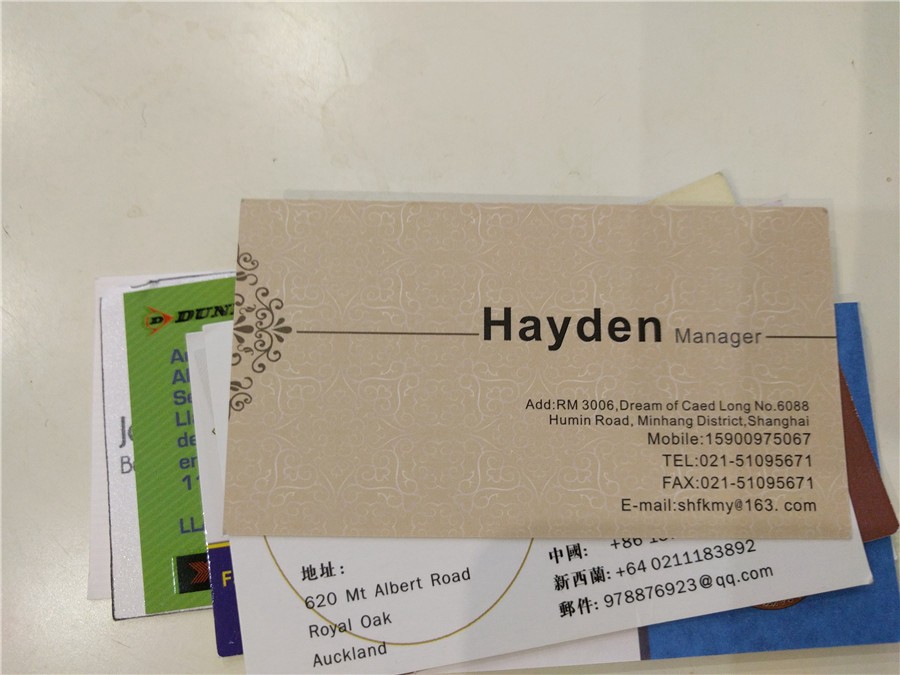 Hayden Manager
Add:RM 3006,Dream of Caed Long No.6088
Humin Road, Minhang District,Shanghai
Mobile:15900975067
TEL:021-51095671
FAX:021-51095671
E-mail:shfkmy@163. com
地址:
620 Mt Albert Road
Royal Oak
Auckland
中國: +86
新西蘭:+64 0211183892
郵件: 978876923@qq.com
D